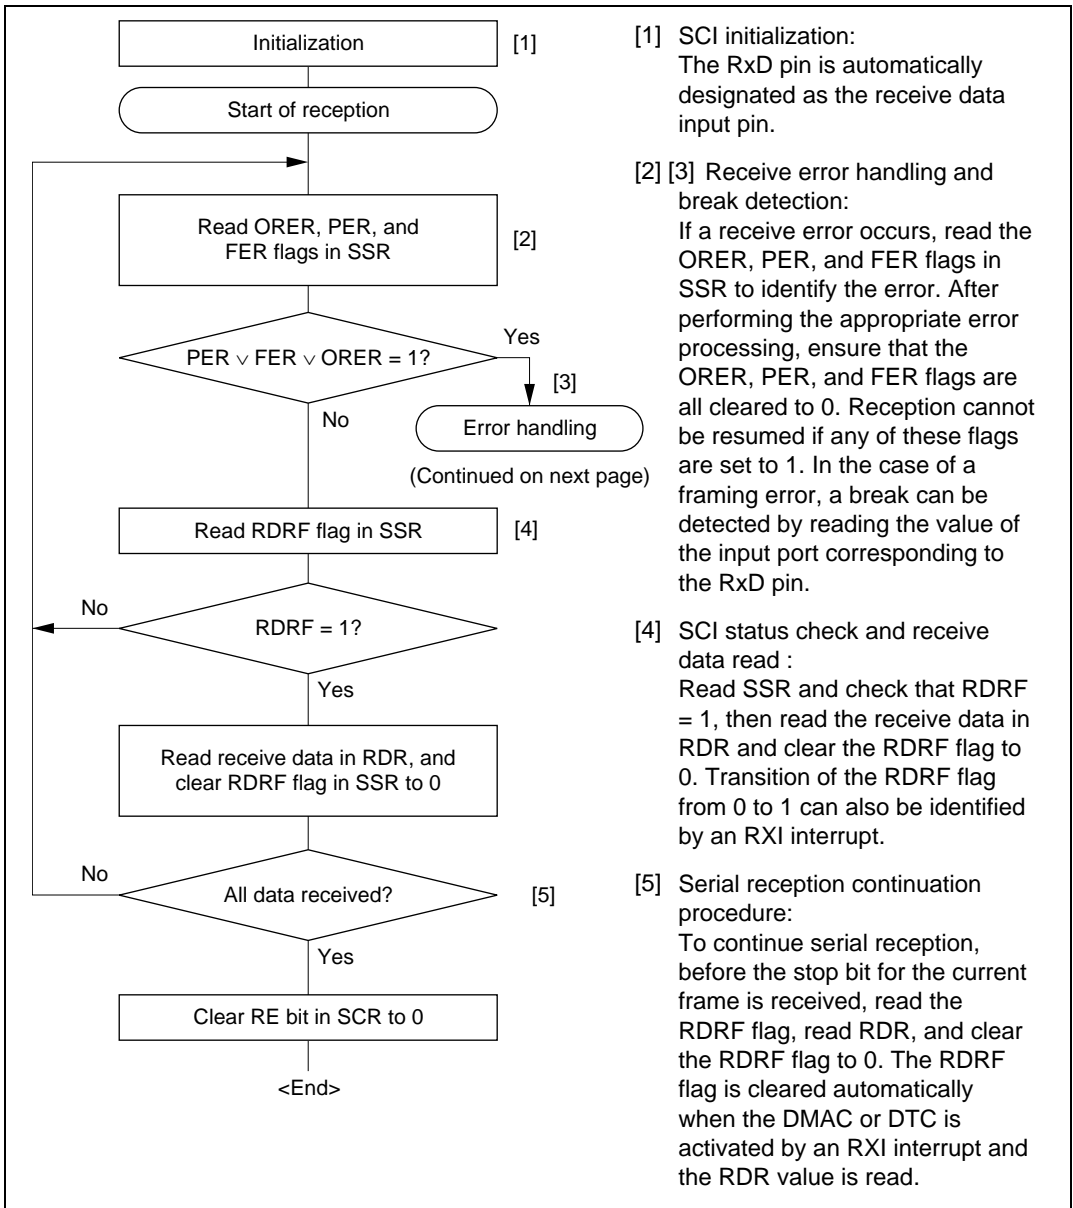 Initialization
[1]
Start of reception
Read ORER, PER, and
FER flags in SSR
[2]
PER ∨ FER ∨ ORER = 1?
Yes
[3]
No
Error handling
(Continued on next page)
Read RDRF flag in SSR
[4]
No
RDRF = 1?
Yes
Read receive data in RDR, and
clear RDRF flag in SSR to 0
No
All data received?
[5]
Yes
Clear RE bit in SCR to 0
<End>
[1] SCI initialization:
The RxD pin is automatically
designated as the receive data
input pin.
[2] [3] Receive error handling and
break detection:
If a receive error occurs, read the
ORER, PER, and FER flags in
SSR to identify the error. After
performing the appropriate error
processing, ensure that the
ORER, PER, and FER flags are
all cleared to 0. Reception cannot
be resumed if any of these flags
are set to 1. In the case of a
framing error, a break can be
detected by reading the value of
the input port corresponding to
the RxD pin.
[4] SCI status check and receive
data read :
Read SSR and check that RDRF
= 1, then read the receive data in
RDR and clear the RDRF flag to
0. Transition of the RDRF flag
from 0 to 1 can also be identified
by an RXI interrupt.
[5] Serial reception continuation
procedure:
To continue serial reception,
before the stop bit for the current
frame is received, read the
RDRF flag, read RDR, and clear
the RDRF flag to 0. The RDRF
flag is cleared automatically
when the DMAC or DTC is
activated by an RXI interrupt and
the RDR value is read.